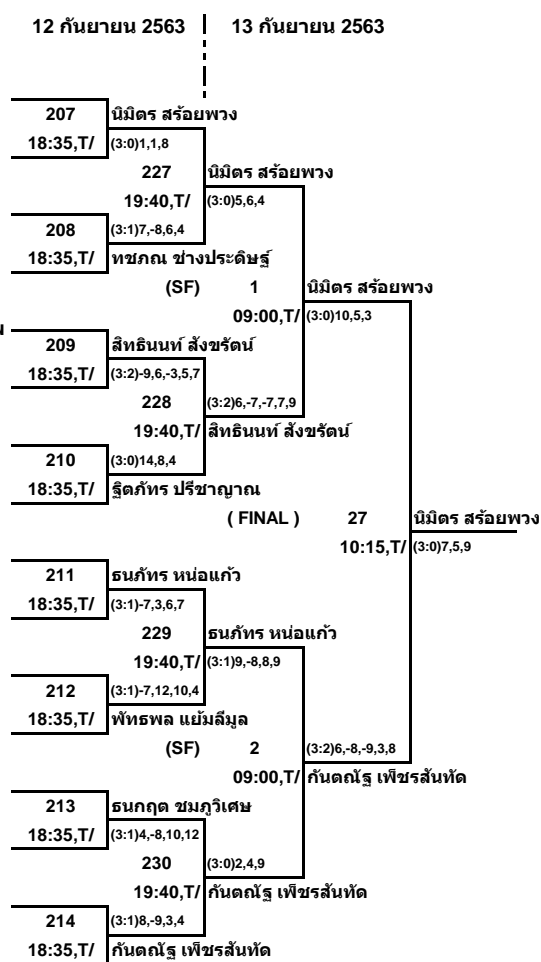 12 กันยายน 2563 13 กันยายน 2563
207 นิมิตร สร้อยพวง
18:35,T/ (3:0)1,1,8
227 นิมิตร สร้อยพวง
19:40,T/ (3:0)5,6,4
208 (3:1)7,-8,6,4
18:35,T/ ทชภณ ช่างประดิษฐ์
(SF) 1 นิมิตร สร้อยพวง
09:00,T/ (3:0)10,5,3
209 สิทธินนท์ สังขรัตน์
18:35,T/ (3:2)-9,6,-3,5,7
228 (3:2)6,-7,-7,7,9
19:40,T/ สิทธินนท์ สังขรัตน์
210 (3:0)14,8,4
18:35,T/ ฐิตภัทร ปรีชาญาณ
( FINAL ) 27 นิมิตร สร้อยพวง
10:15,T/ (3:0)7,5,9
211 ธนภัทร หน่อแก้ว
18:35,T/ (3:1)-7,3,6,7
229 ธนภัทร หน่อแก้ว
19:40,T/ (3:1)9,-8,8,9
212 (3:1)-7,12,10,4
18:35,T/ พัทธพล แย้มลีมูล
(SF) 2 (3:2)6,-8,-9,3,8
09:00,T/ กันตณัฐ เพ็ชรสันทัด
213 ธนกฤต ชมภูวิเศษ
18:35,T/ (3:1)4,-8,10,12
230 (3:0)2,4,9
19:40,T/ กันตณัฐ เพ็ชรสันทัด
214 (3:1)8,-9,3,4
18:35,T/ กันตณัฐ เพ็ชรสันทัด